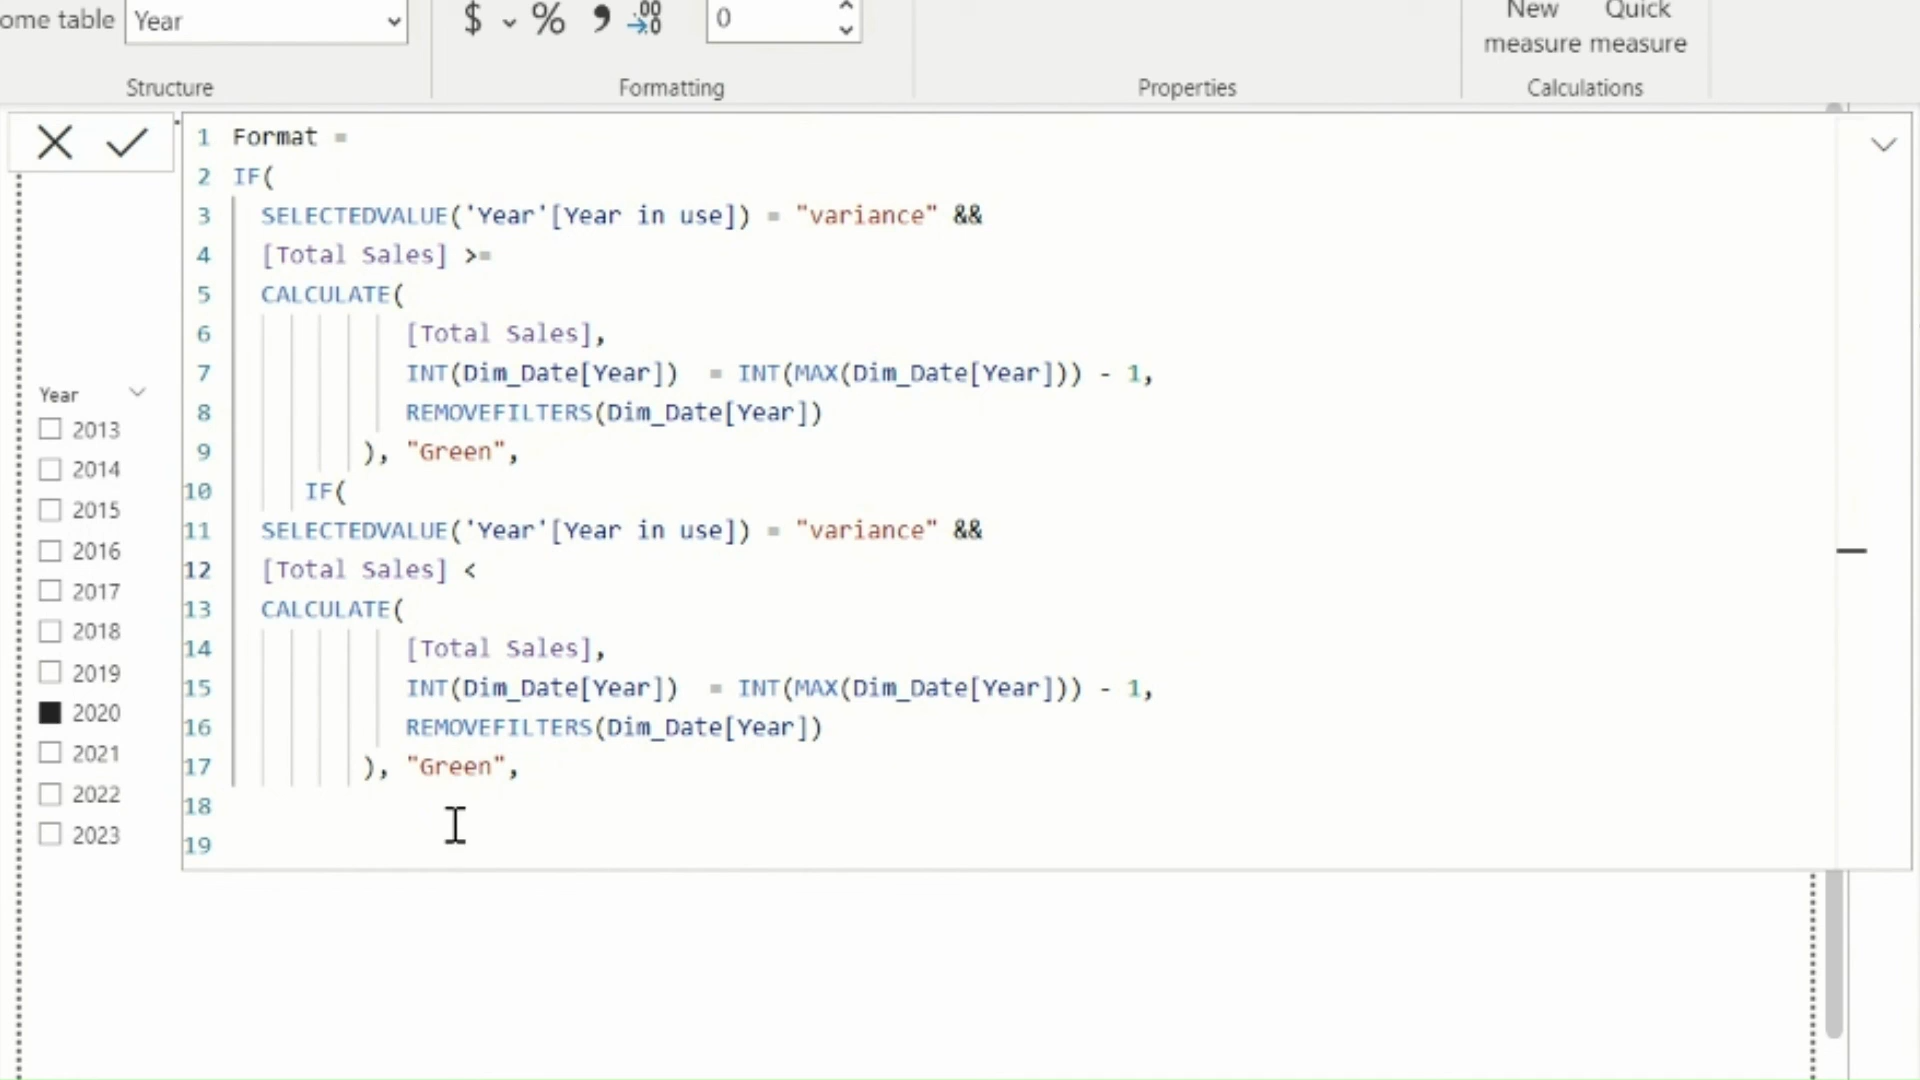 ome table Year
$ % , .00 0
New Quick
measure measure
Structure Formatting Properties Calculations
1 Format =
2 IF(
3 SELECTEDVALUE('Year'[Year in use]) = "variance" &&
4 [Total Sales] >=
5 CALCULATE(
6 [Total Sales],
7 INT(Dim_Date[Year]) = INT(MAX(Dim_Date[Year])) - 1,
8 REMOVEFILTERS(Dim_Date[Year])
9 ), "Green",
10 IF(
11 SELECTEDVALUE('Year'[Year in use]) = "variance" &&
12 [Total Sales] <
13 CALCULATE(
14 [Total Sales],
15 INT(Dim_Date[Year]) = INT(MAX(Dim_Date[Year])) - 1,
16 REMOVEFILTERS(Dim_Date[Year])
17 ), "Green",
18
19
Year
2013
2014
2015
2016
2017
2018
2019
2020
2021
2022
2023